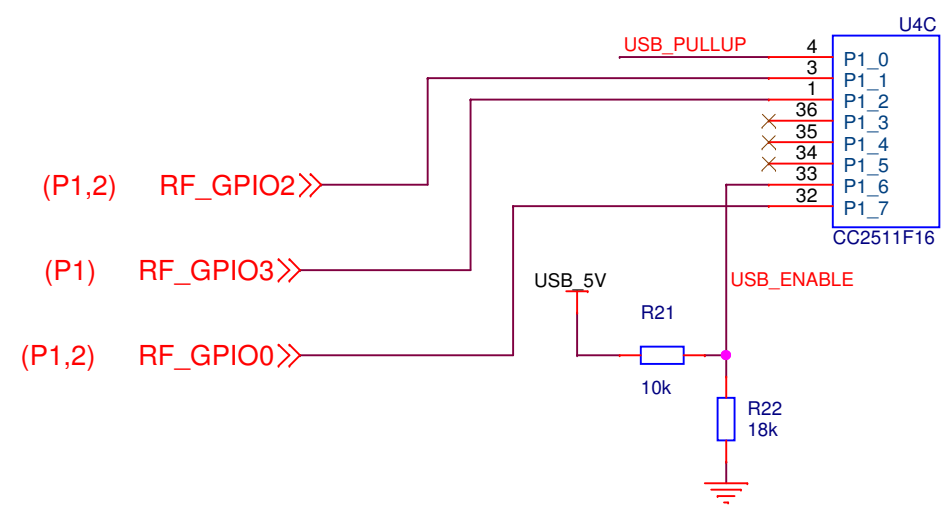 U4C
USB_PULLUP
4
P1_0
3
P1_1
1
P1_2
36
P1_3
35
P1_4
34
P1_5
33
P1_6
32
P1_7
CC2511F16
(P1,2) RF_GPIO2
(P1) RF_GPIO3
USB_5V
USB_ENABLE
R21
(P1,2) RF_GPIO0
10k
R22
18k